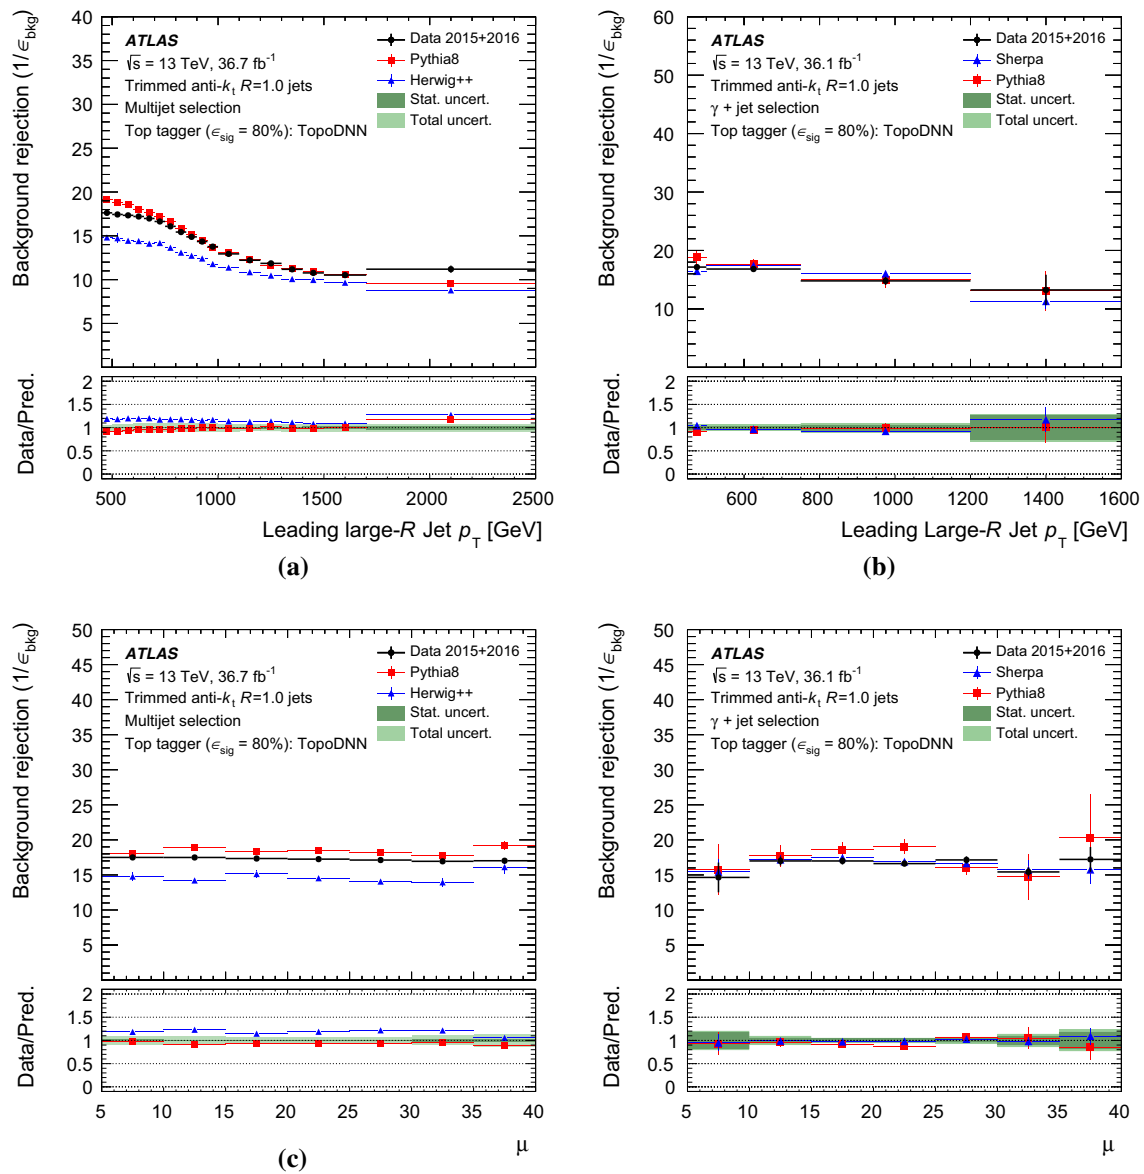 Background rejection (1/ϵbkg)
40
35
30
25
20
15
10
5
ATLAS
√s = 13 TeV, 36.7 fb-1
Trimmed anti-kt R=1.0 jets
Multijet selection
Top tagger (ϵsig = 80%): TopoDNN
Data 2015+2016
Pythia8
Herwig++
Stat. uncert.
Total uncert.
Data/Pred.
2
1.5
1
0.5
0
500 1000 1500 2000 2500
Leading large-R Jet pT [GeV]
(a)
Background rejection (1/ϵbkg)
60
50
40
30
20
10
ATLAS
√s = 13 TeV, 36.1 fb-1
Trimmed anti-kt R=1.0 jets
γ + jet selection
Top tagger (ϵsig = 80%): TopoDNN
Data 2015+2016
Sherpa
Pythia8
Stat. uncert.
Total uncert.
Data/Pred.
2
1.5
1
0.5
0
600 800 1000 1200 1400 1600
Leading Large-R Jet pT [GeV]
(b)
Background rejection (1/ϵbkg)
50
45
40
35
30
25
20
15
10
5
ATLAS
√s = 13 TeV, 36.7 fb-1
Trimmed anti-kt R=1.0 jets
Multijet selection
Top tagger (ϵsig = 80%): TopoDNN
Data 2015+2016
Pythia8
Herwig++
Stat. uncert.
Total uncert.
Data/Pred.
2
1.5
1
0.5
0
5 10 15 20 25 30 35 40
μ
(c)
Background rejection (1/ϵbkg)
50
45
40
35
30
25
20
15
10
5
ATLAS
√s = 13 TeV, 36.1 fb-1
Trimmed anti-kt R=1.0 jets
γ + jet selection
Top tagger (ϵsig = 80%): TopoDNN
Data 2015+2016
Sherpa
Pythia8
Stat. uncert.
Total uncert.
Data/Pred.
2
1.5
1
0.5
0
5 10 15 20 25 30 35 40
μ